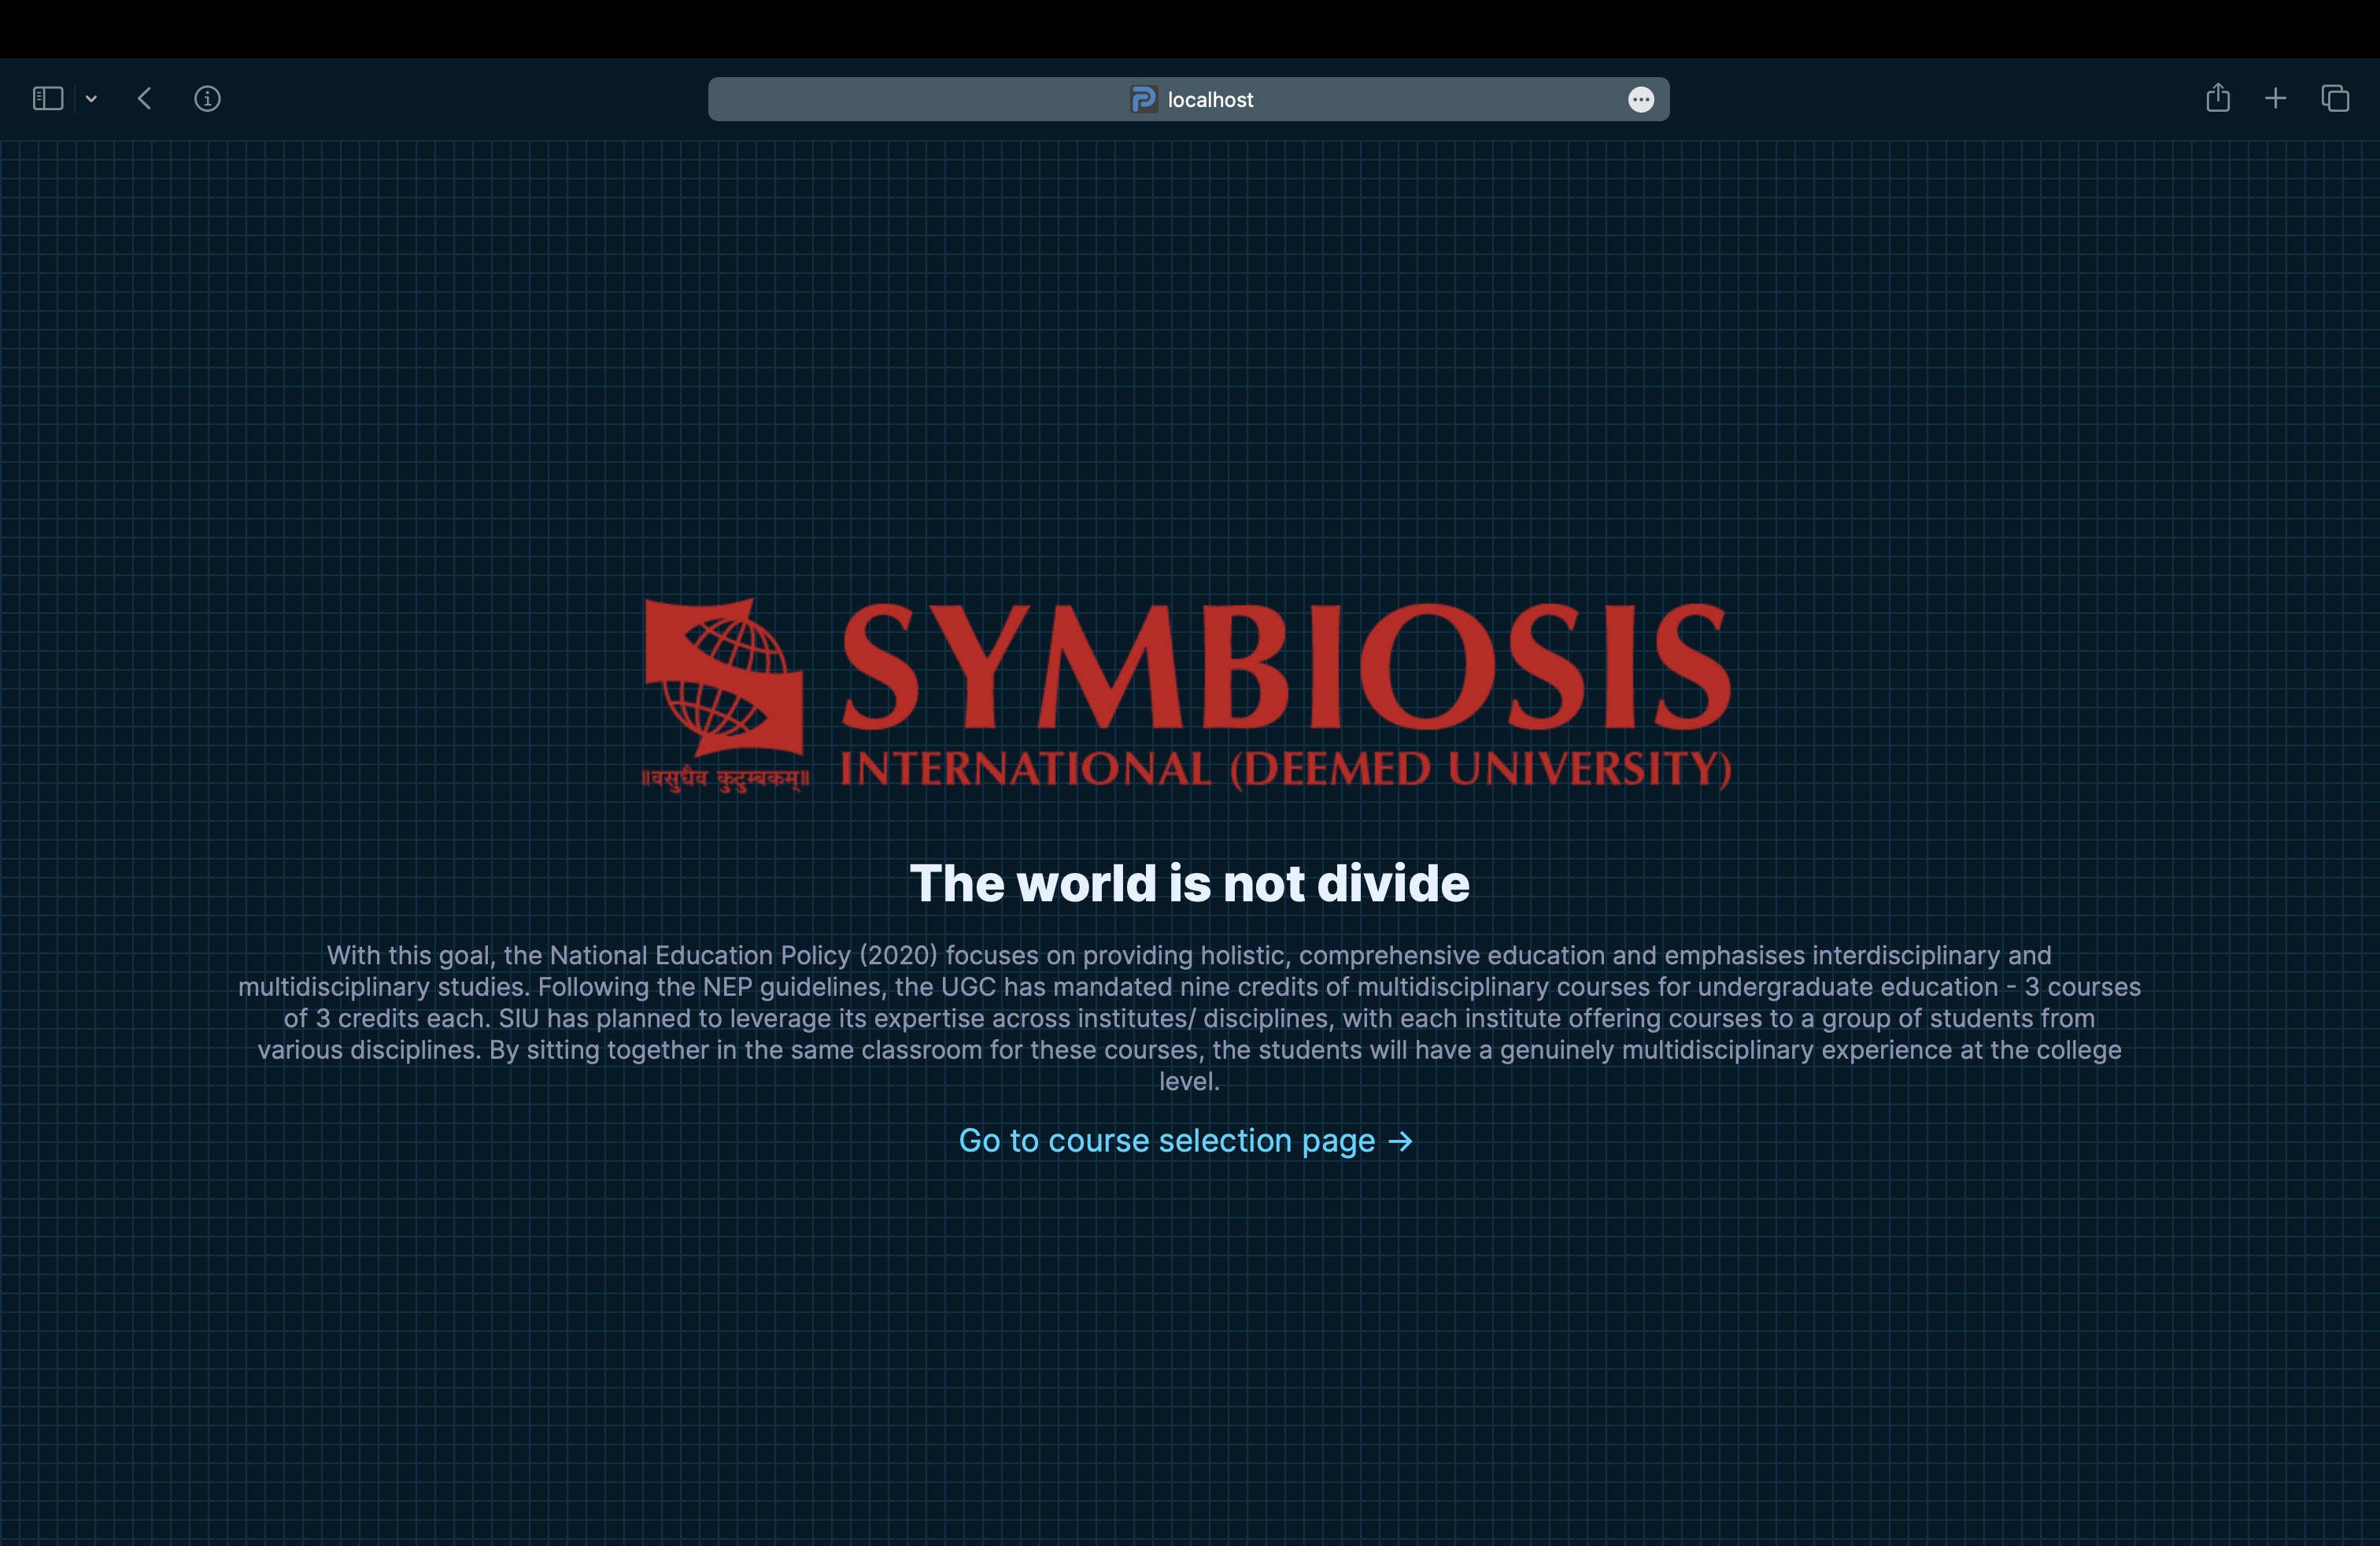 localhost
SYMBIOSIS
INTERNATIONAL (DEEMED UNIVERSITY)
॥वसुधैव कुटुम्बकम्॥
The world is not divide
With this goal, the National Education Policy (2020) focuses on providing holistic, comprehensive education and emphasises interdisciplinary and
multidisciplinary studies. Following the NEP guidelines, the UGC has mandated nine credits of multidisciplinary courses for undergraduate education - 3 courses
of 3 credits each. SIU has planned to leverage its expertise across institutes/ disciplines, with each institute offering courses to a group of students from
various disciplines. By sitting together in the same classroom for these courses, the students will have a genuinely multidisciplinary experience at the college
level.
Go to course selection page →